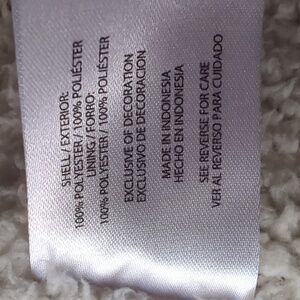 SHELL / EXTERIOR:
100% POLYESTER / 100% POLIÉSTER
LINING / FORRO:
100% POLYESTER / 100% POLIÉSTER
EXCLUSIVE OF DECORATION
EXCLUSIVO DE DECORACION
MADE IN INDONESIA
HECHO EN INDONESIA
SEE REVERSE FOR CARE
VER AL REVERSO PARA CUIDADO